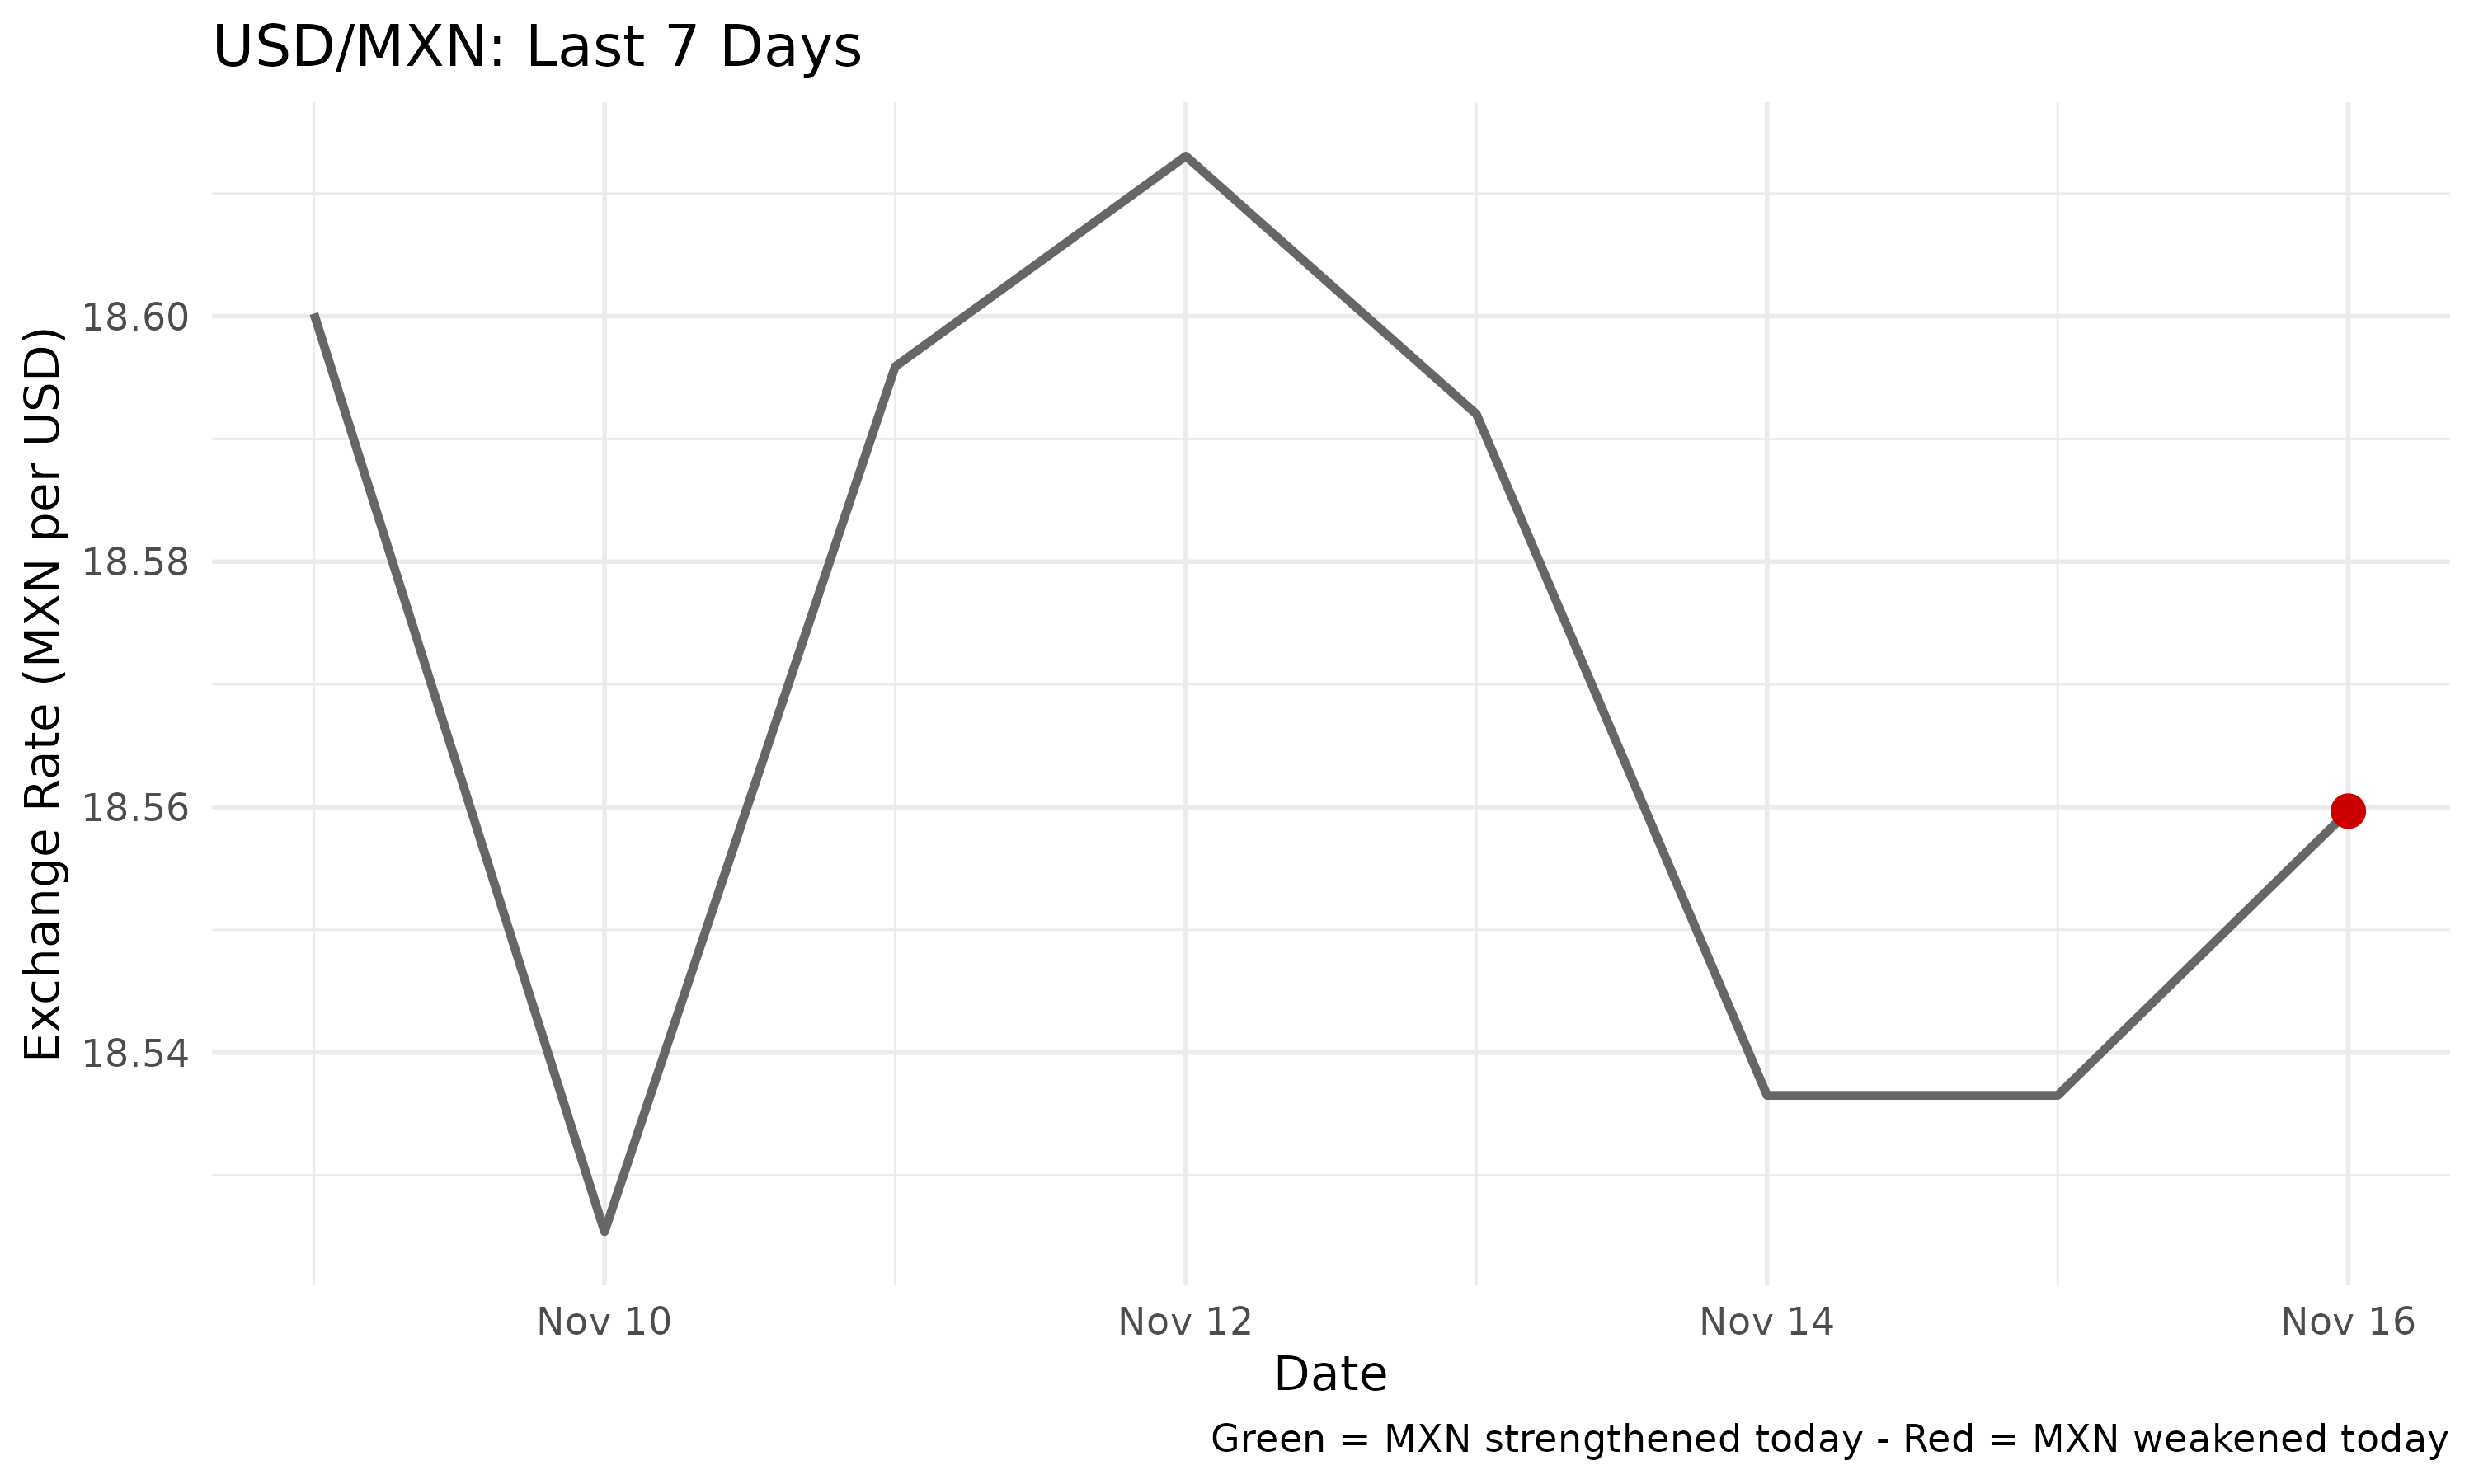 USD/MXN: Last 7 Days
Exchange Rate (MXN per USD)
18.60
18.58
18.56
18.54
Nov 10
Nov 12
Nov 14
Nov 16
Date
Green = MXN strengthened today - Red = MXN weakened today